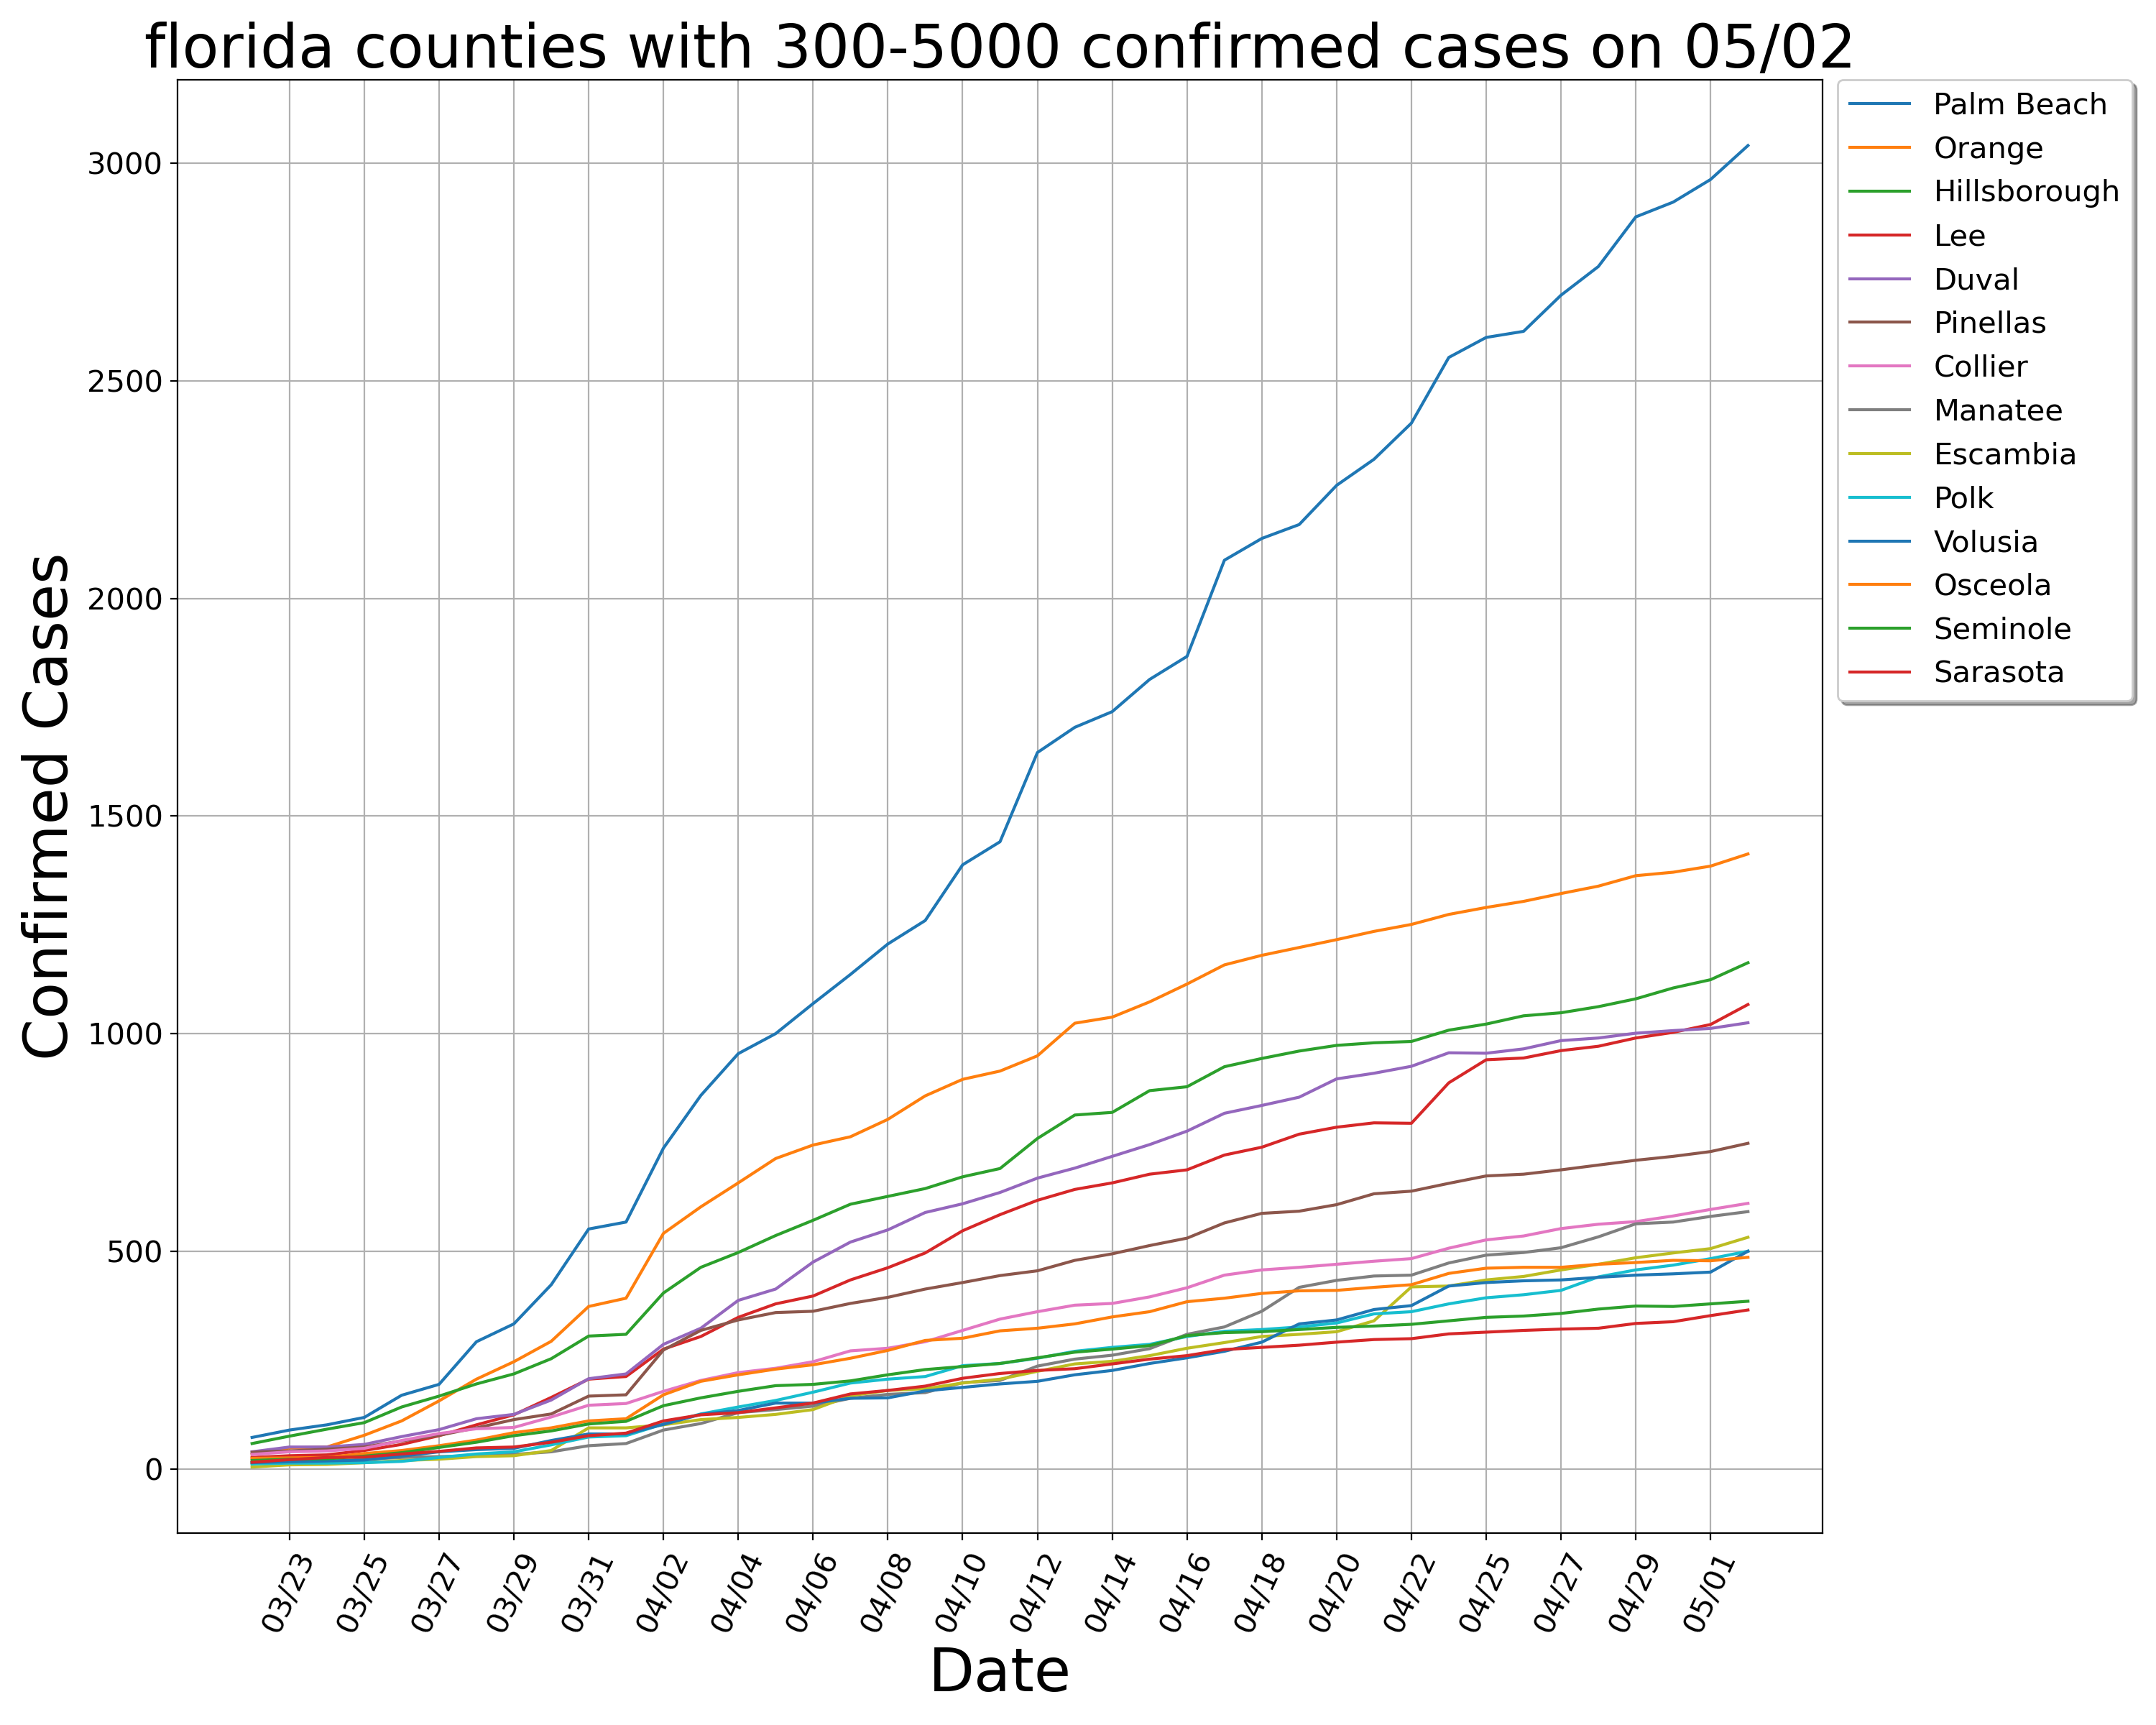 florida counties with 300-5000 confirmed cases on 05/02
Confirmed Cases
3000
2500
2000
1500
1000
500
0
03/23
03/25
03/27
03/29
03/31
04/02
04/04
04/06
04/08
04/10
04/12
04/14
04/16
04/18
04/20
04/22
04/25
04/27
04/29
05/01
Date
Palm Beach
Orange
Hillsborough
Lee
Duval
Pinellas
Collier
Manatee
Escambia
Polk
Volusia
Osceola
Seminole
Sarasota